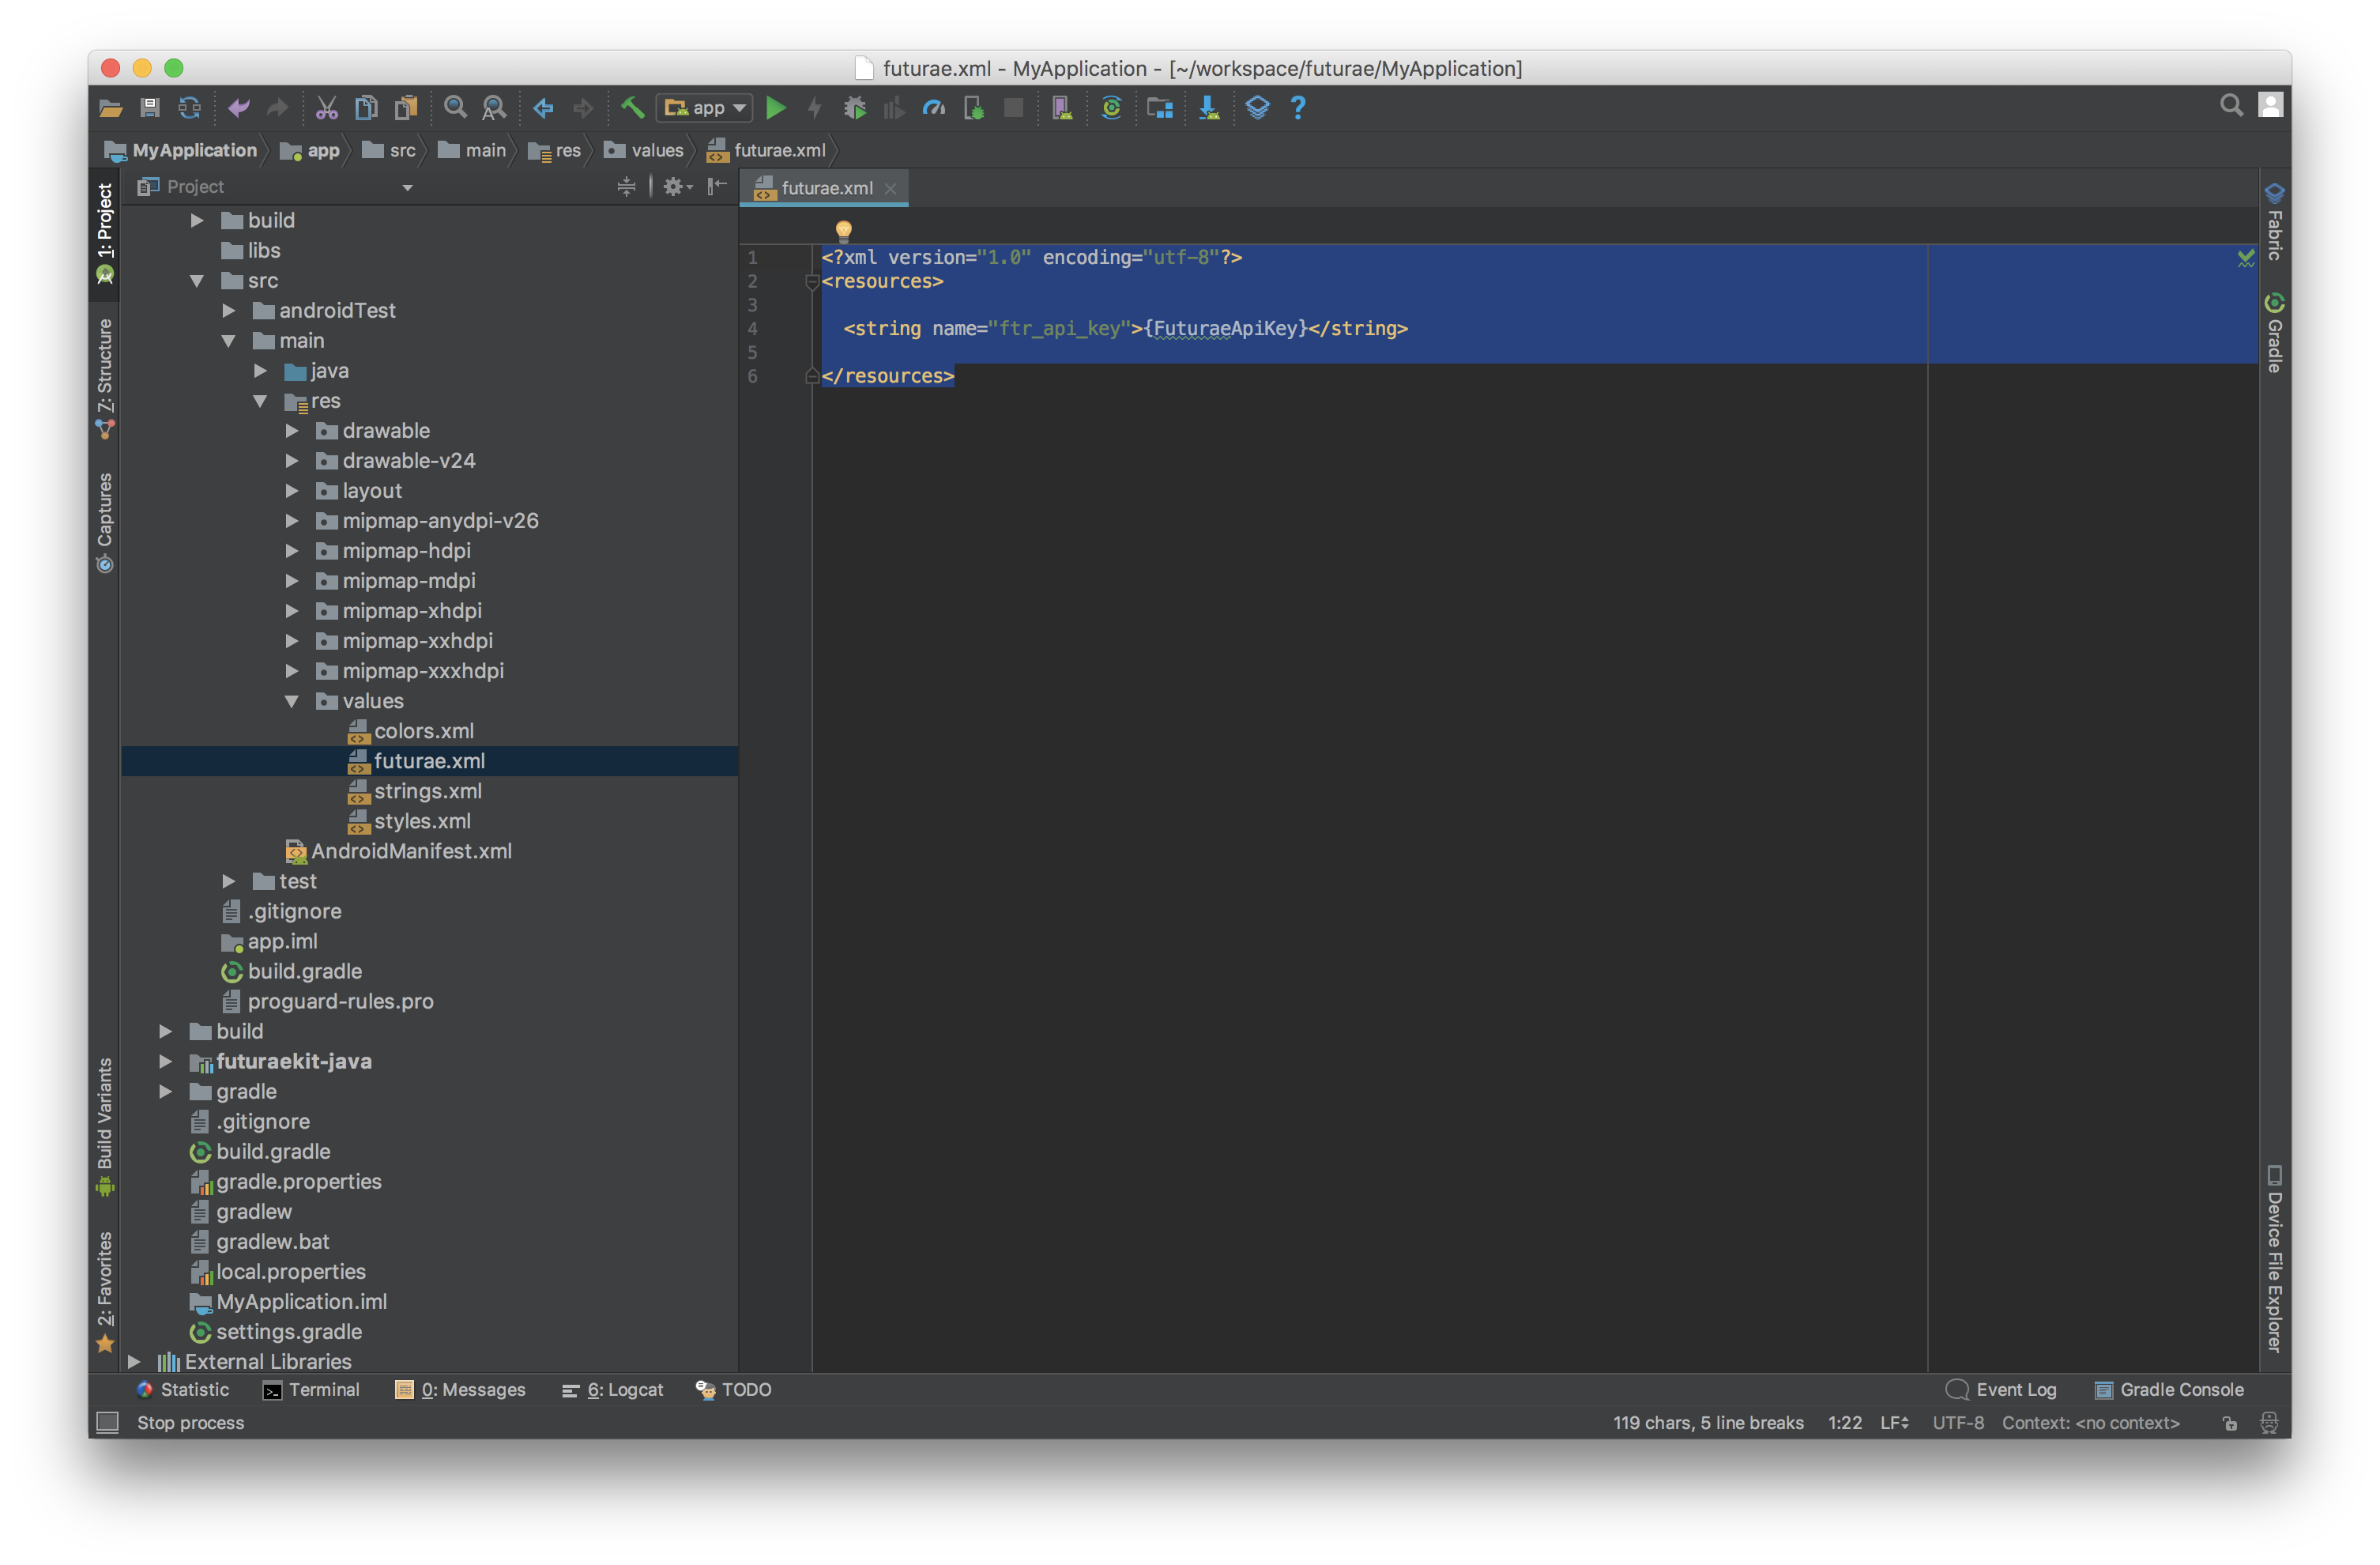 futurae.xml - MyApplication - [~/workspace/futurae/MyApplication]
app
MyApplication app src main res values futurae.xml
Project
futurae.xml
1: Project
7: Structure
Captures
Build Variants
2: Favorites
build
libs
src
androidTest
main
java
res
drawable
drawable-v24
layout
mipmap-anydpi-v26
mipmap-hdpi
mipmap-mdpi
mipmap-xhdpi
mipmap-xxhdpi
mipmap-xxxhdpi
values
colors.xml
futurae.xml
strings.xml
styles.xml
AndroidManifest.xml
test
.gitignore
app.iml
build.gradle
proguard-rules.pro
build
futuraekit-java
gradle
.gitignore
build.gradle
gradle.properties
gradlew
gradlew.bat
local.properties
MyApplication.iml
settings.gradle
External Libraries
1 <?xml version="1.0" encoding="utf-8"?>
2 <resources>
3
4 <string name="ftr_api_key">{FuturaeApiKey}</string>
5
6 </resources>
Fabric
Gradle
Device File Explorer
Statistic Terminal 0: Messages 6: Logcat TODO Event Log Gradle Console
Stop process 119 chars, 5 line breaks 1:22 LF UTF-8 Context: <no context>